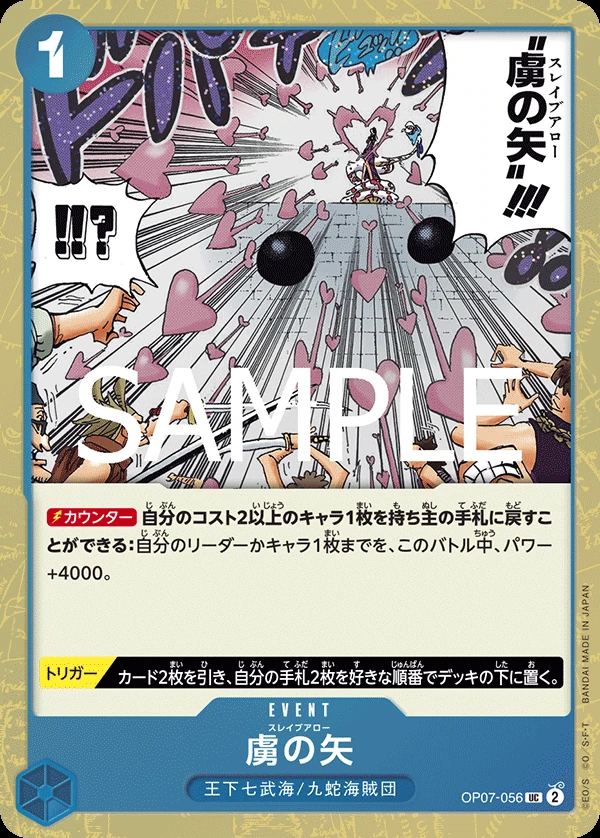 1
ドドドドン
スレイブアロー
"虜の矢"!!!
!!?
SAMPLE
カウンター 自分のコスト2以上のキャラ1枚を持ち主の手札に戻すこ
とができる:自分のリーダーかキャラ1枚までを、このバトル中、パワー
+4000。
トリガー カード2枚を引き、自分の手札2枚を好きな順番でデッキの下に置く。
EVENT
スレイブアロー
虜の矢
王下七武海/九蛇海賊団
OP07-056 UC 2
©E/S ©O/S・F・T BANDAI MADE IN JAPAN